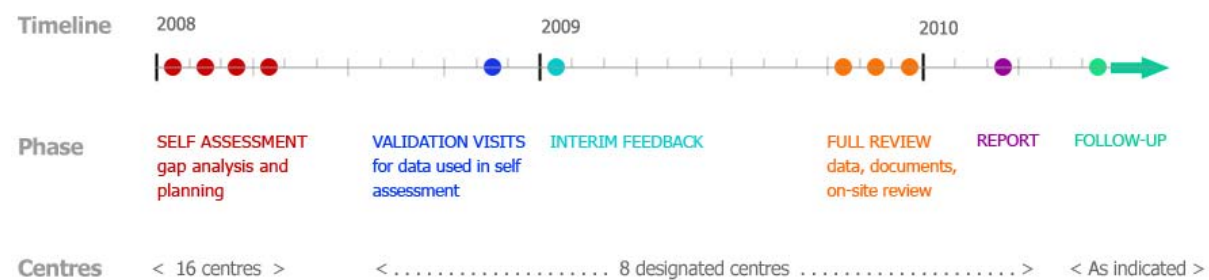 Timeline
2008
2009
2010
Phase
SELF ASSESSMENT
gap analysis and
planning
VALIDATION VISITS
for data used in self
assessment
INTERIM FEEDBACK
FULL REVIEW
data, documents,
on-site review
REPORT
FOLLOW-UP
Centres
< 16 centres >
< . . . . . . . . . . . . . . . . . . . . 8 designated centres . . . . . . . . . . . . . . . . . . . . >
< As indicated >